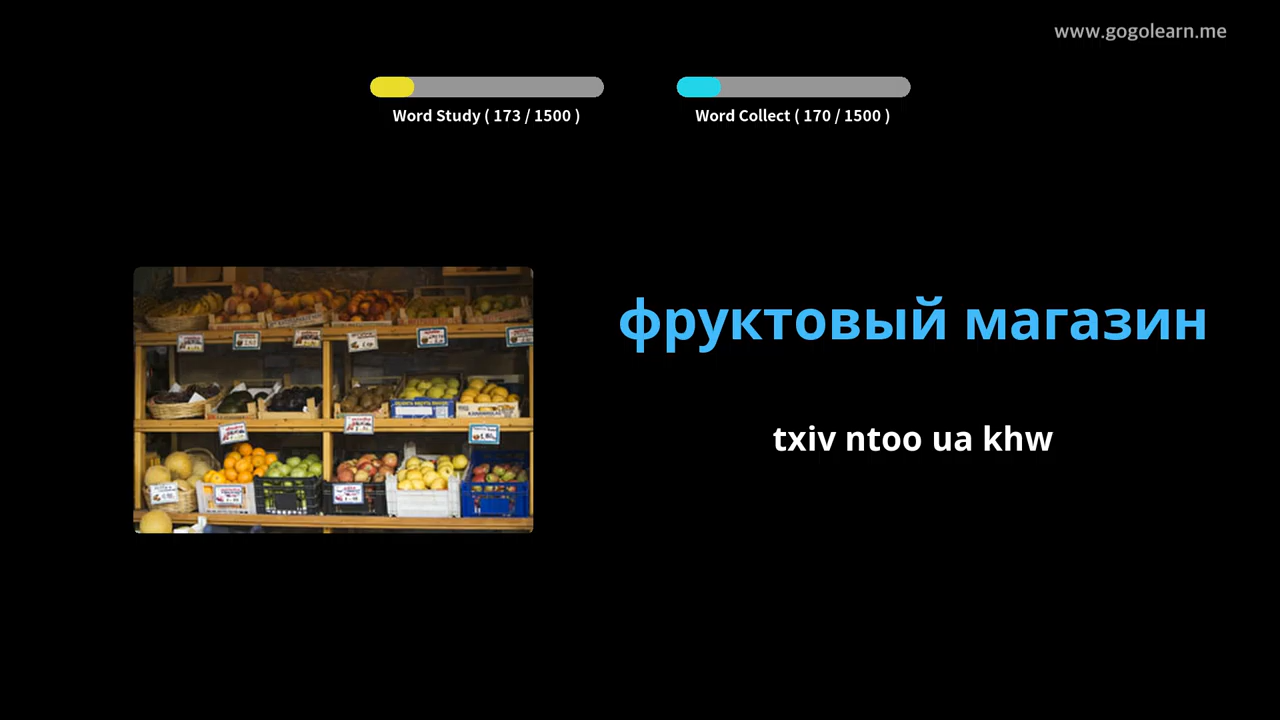 www.gogolearn.me
Word Study ( 173 / 1500 )
Word Collect ( 170 / 1500 )
фруктовый магазин
txiv ntoo ua khw